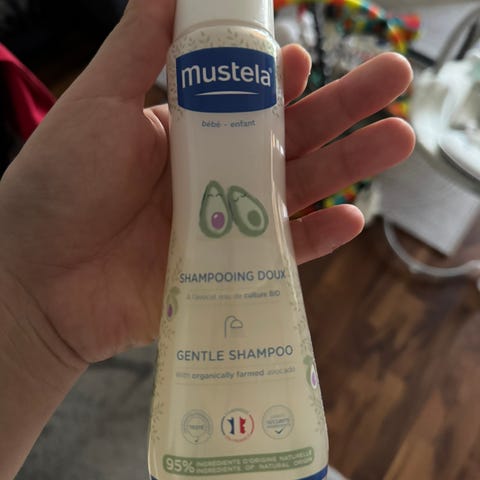 mustela
bébé - enfant
SHAMPOOING DOUX
à l'avocat issu de culture BIO
GENTLE SHAMPOO
with organically farmed avocado
95% INGRÉDIENTS D'ORIGINE NATURELLE
INGREDIENTS OF NATURAL ORIGIN